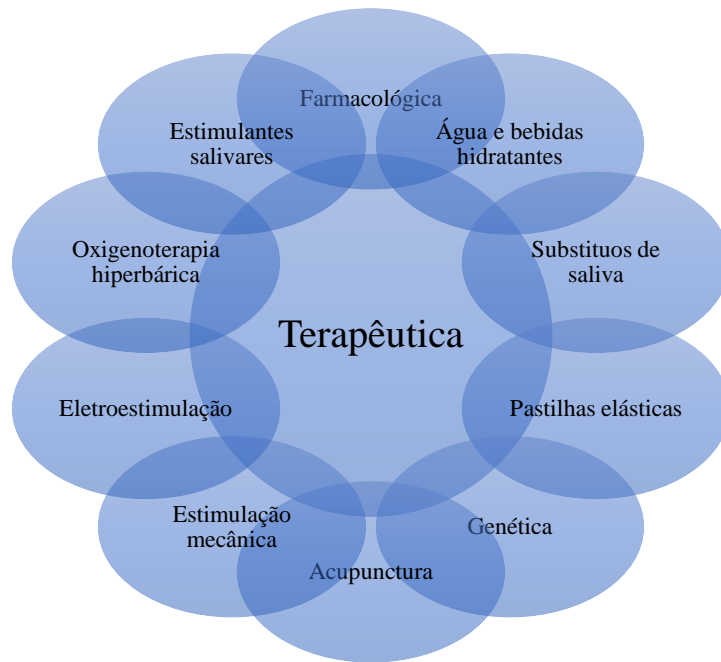 Farmacológica
Água e bebidas
hidratantes
Substituos de
saliva
Pastilhas elásticas
Genética
Acupunctura
Estimulação
mecânica
Eletroestimulação
Oxigenoterapia
hiperbárica
Estimulantes
salivares
Terapêutica